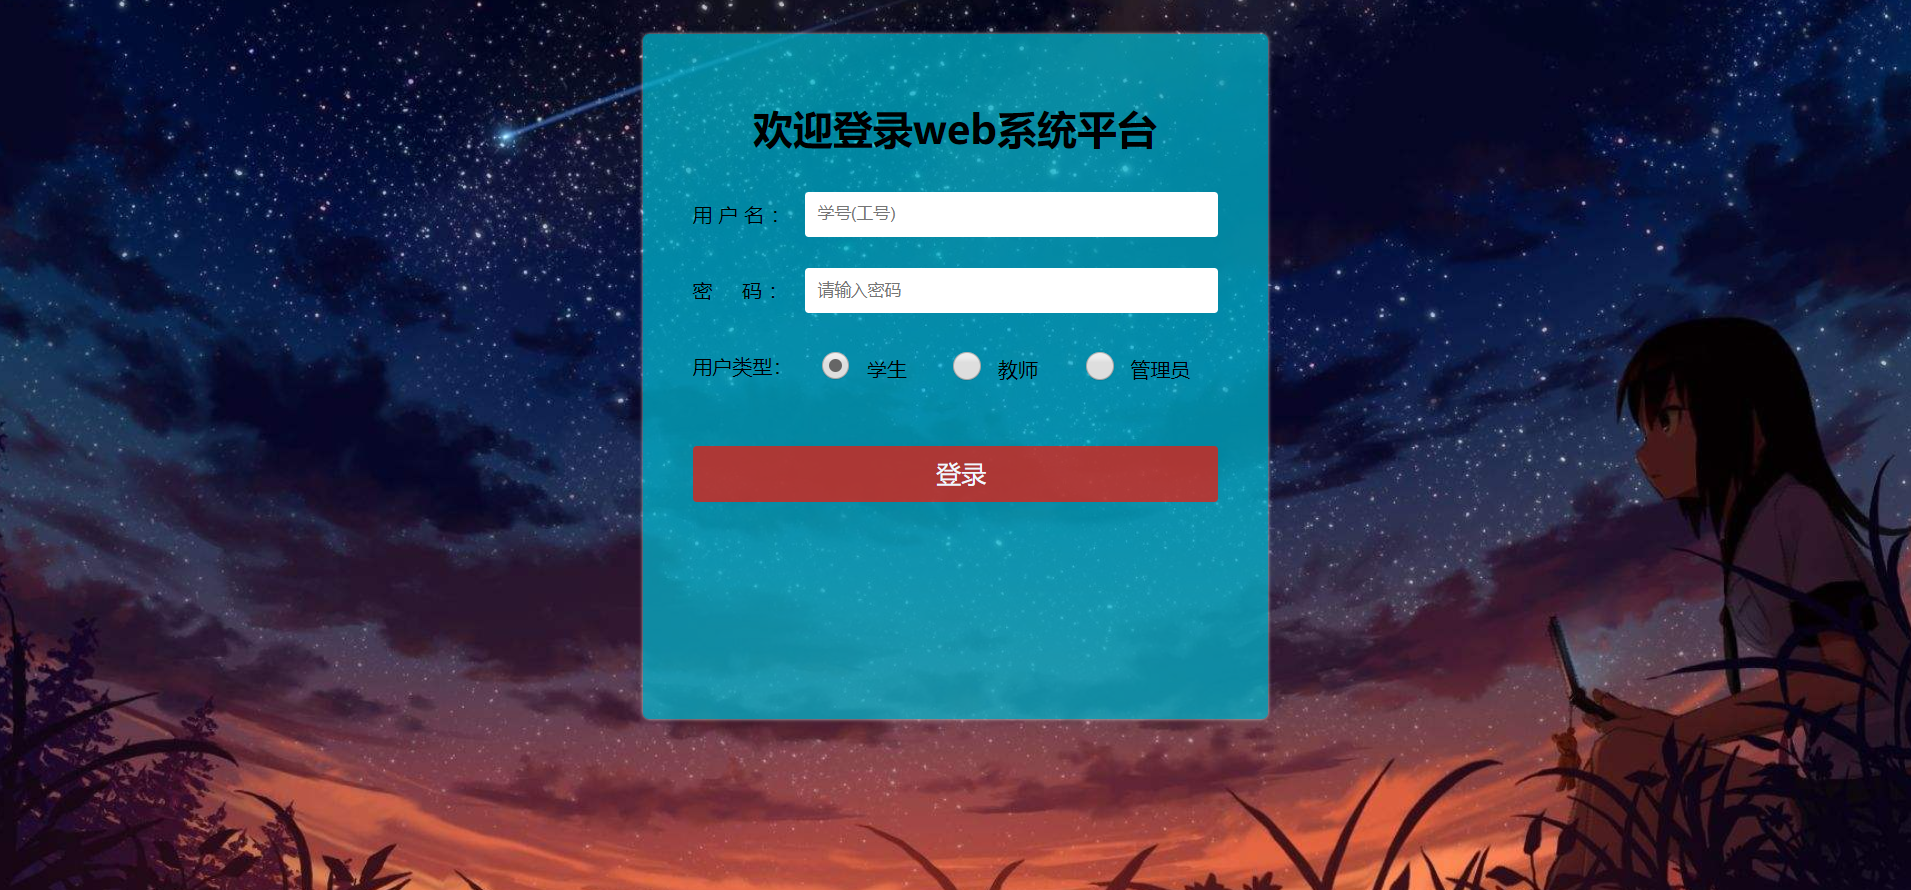 欢迎登录web系统平台
用 户 名 ： 学号(工号)
密 码 ： 请输入密码
用户类型： 学生 教师 管理员
登录